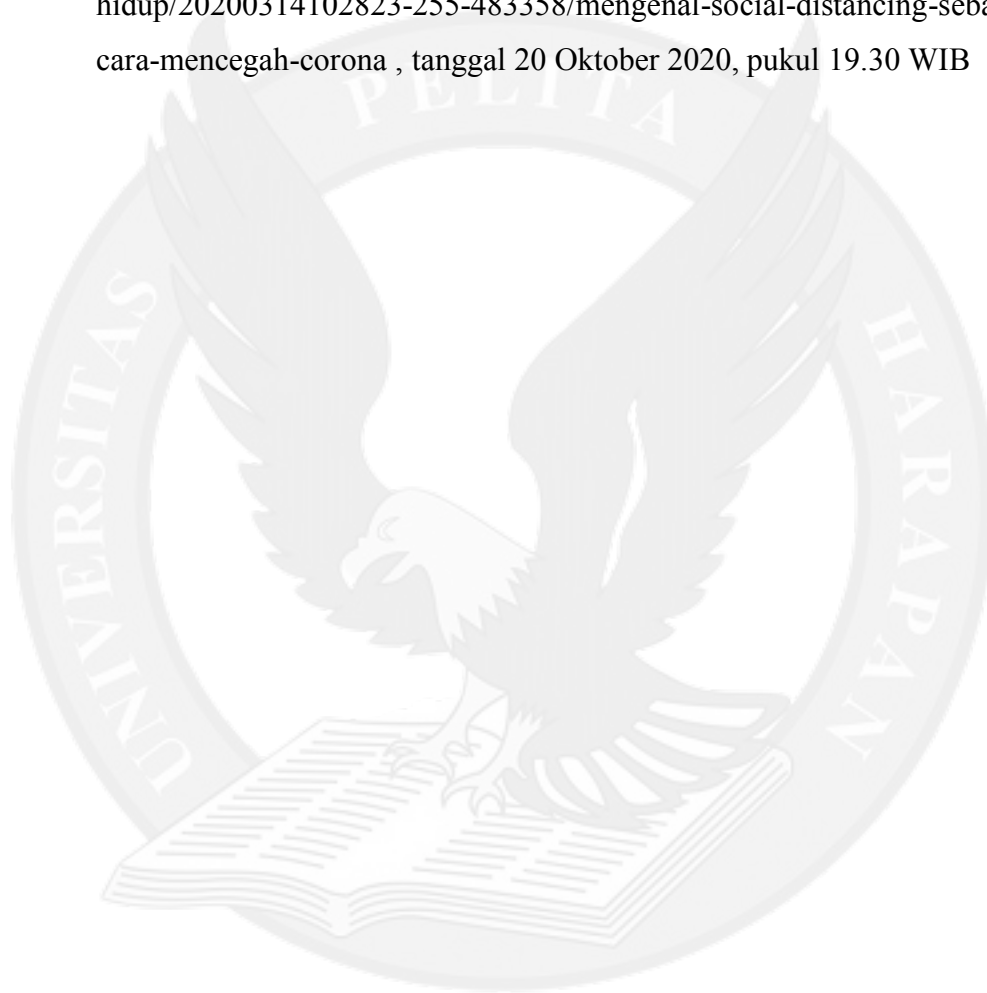 hidup/20200314102823-255-483358/mengenal-social-distancing-seba
cara-mencegah-corona , tanggal 20 Oktober 2020, pukul 19.30 WIB
PELITA
UNIVERSITAS
HARAPAN